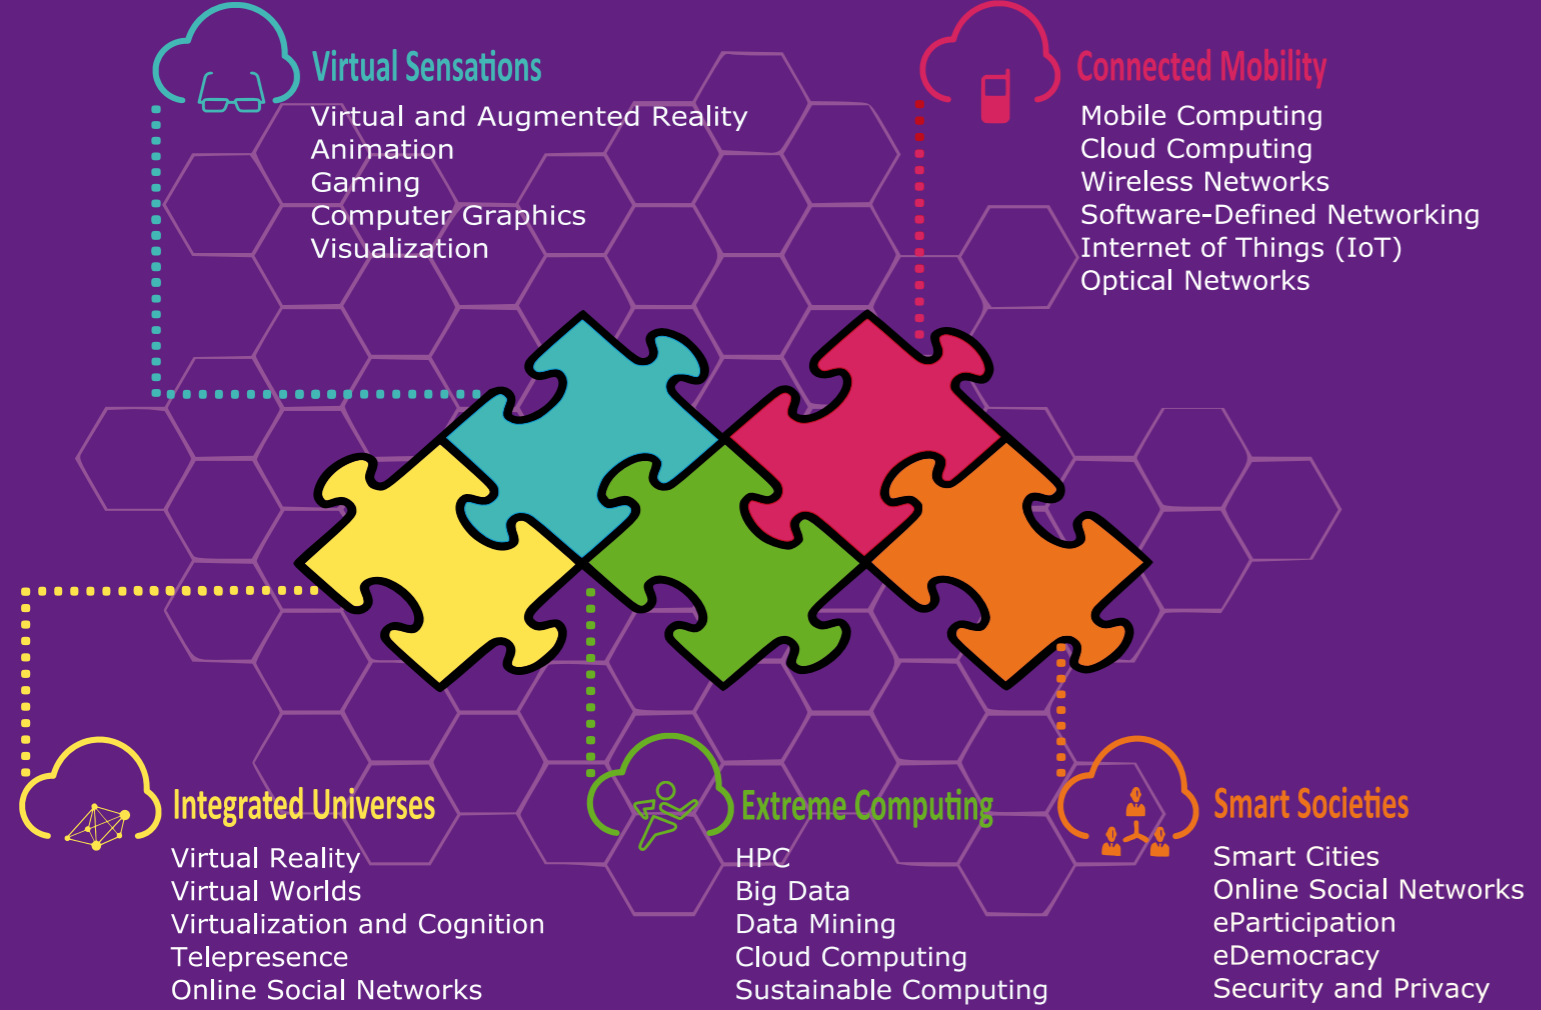 Virtual Sensations
Virtual and Augmented Reality
Animation
Gaming
Computer Graphics
Visualization
Connected Mobility
Mobile Computing
Cloud Computing
Wireless Networks
Software-Defined Networking
Internet of Things (IoT)
Optical Networks
Integrated Universes
Virtual Reality
Virtual Worlds
Virtualization and Cognition
Telepresence
Online Social Networks
Extreme Computing
HPC
Big Data
Data Mining
Cloud Computing
Sustainable Computing
Smart Societies
Smart Cities
Online Social Networks
eParticipation
eDemocracy
Security and Privacy